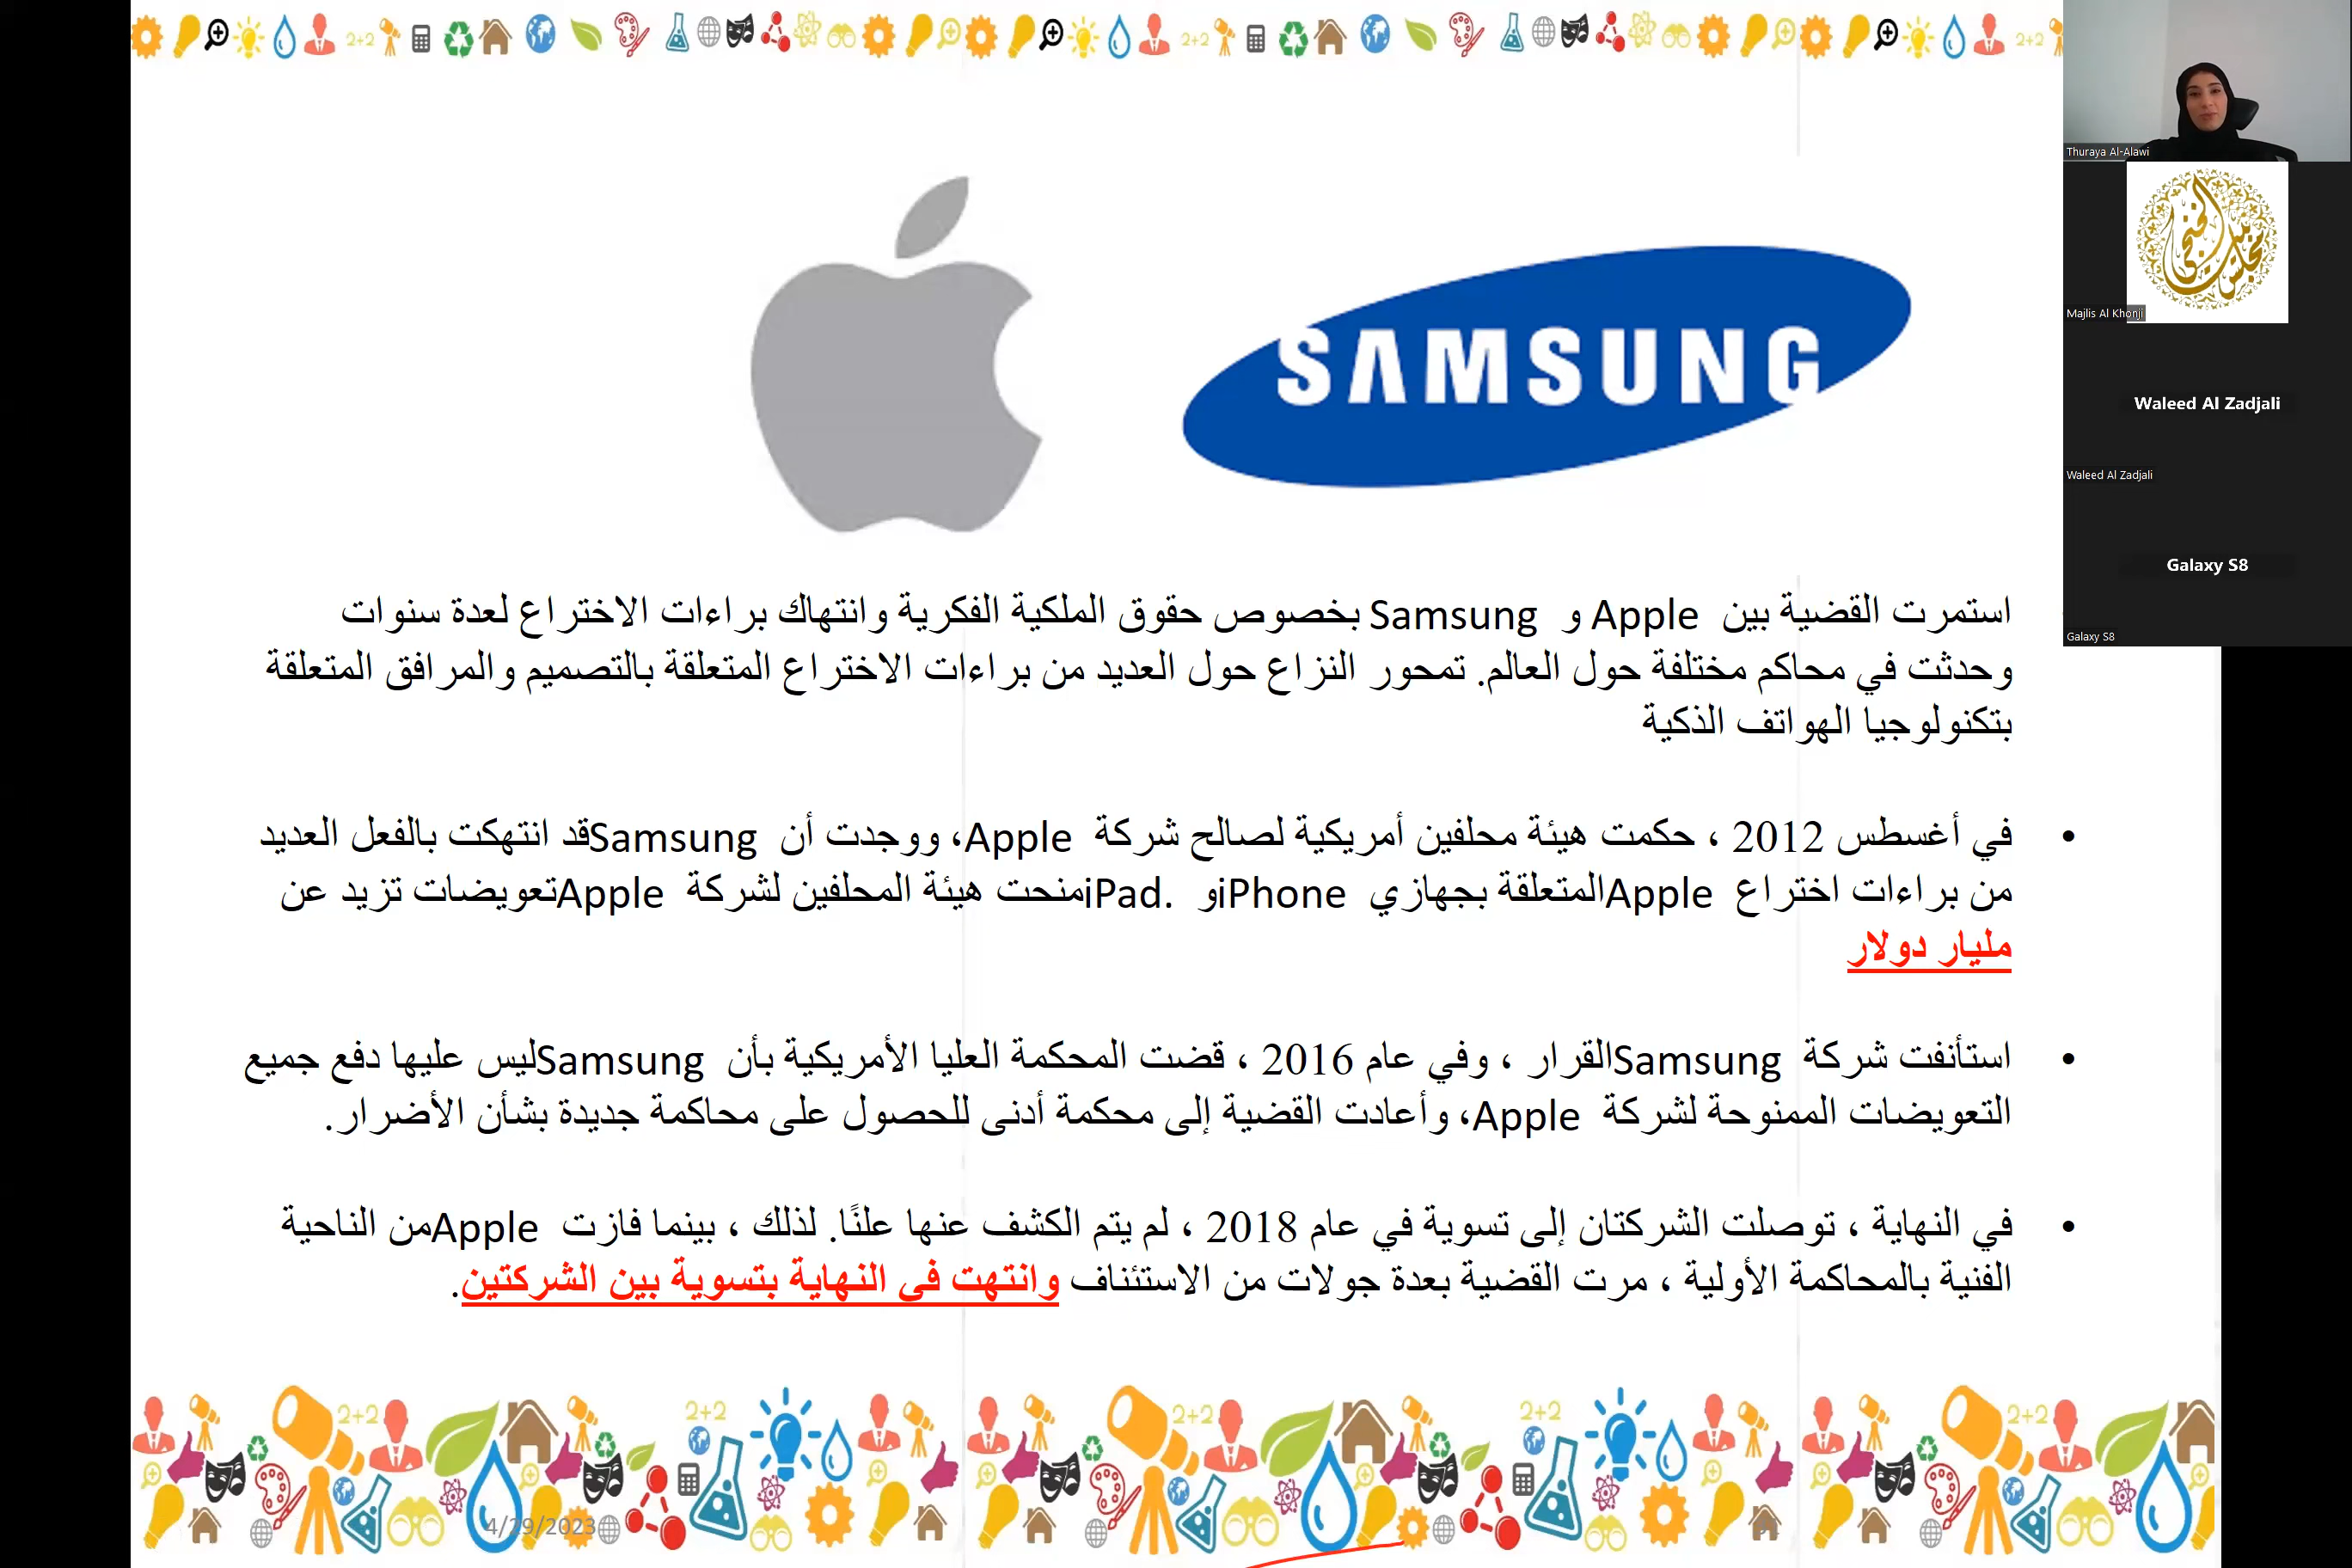 SAMSUNG
استمرت القضية بين Apple و Samsung بخصوص حقوق الملكية الفكرية وانتهاك براءات الاختراع لعدة سنوات
وحدثت في محاكم مختلفة حول العالم. تمحور النزاع حول العديد من براءات الاختراع المتعلقة بالتصميم والمرافق المتعلقة
بتكنولوجيا الهواتف الذكية
• في أغسطس 2012 ، حكمت هيئة محلفين أمريكية لصالح شركة Apple، ووجدت أن Samsungقد انتهكت بالفعل العديد
من براءات اختراع Appleالمتعلقة بجهازي iPhoneو iPad.منحت هيئة المحلفين لشركة Appleتعويضات تزيد عن
مليار دولار
• استأنفت شركة Samsungالقرار ، وفي عام 2016 ، قضت المحكمة العليا الأمريكية بأن Samsungليس عليها دفع جميع
التعويضات الممنوحة لشركة Apple، وأعادت القضية إلى محكمة أدنى للحصول على محاكمة جديدة بشأن الأضرار.
• في النهاية ، توصلت الشركتان إلى تسوية في عام 2018 ، لم يتم الكشف عنها علنًا. لذلك ، بينما فازت Appleمن الناحية
الفنية بالمحاكمة الأولية ، مرت القضية بعدة جولات من الاستئناف وانتهت في النهاية بتسوية بين الشركتين.
4/29/2023
Thuraya Al-Alawi
مجلس الخنجي
Majlis Al Khonji
Waleed Al Zadjali
Waleed Al Zadjali
Galaxy S8
Galaxy S8